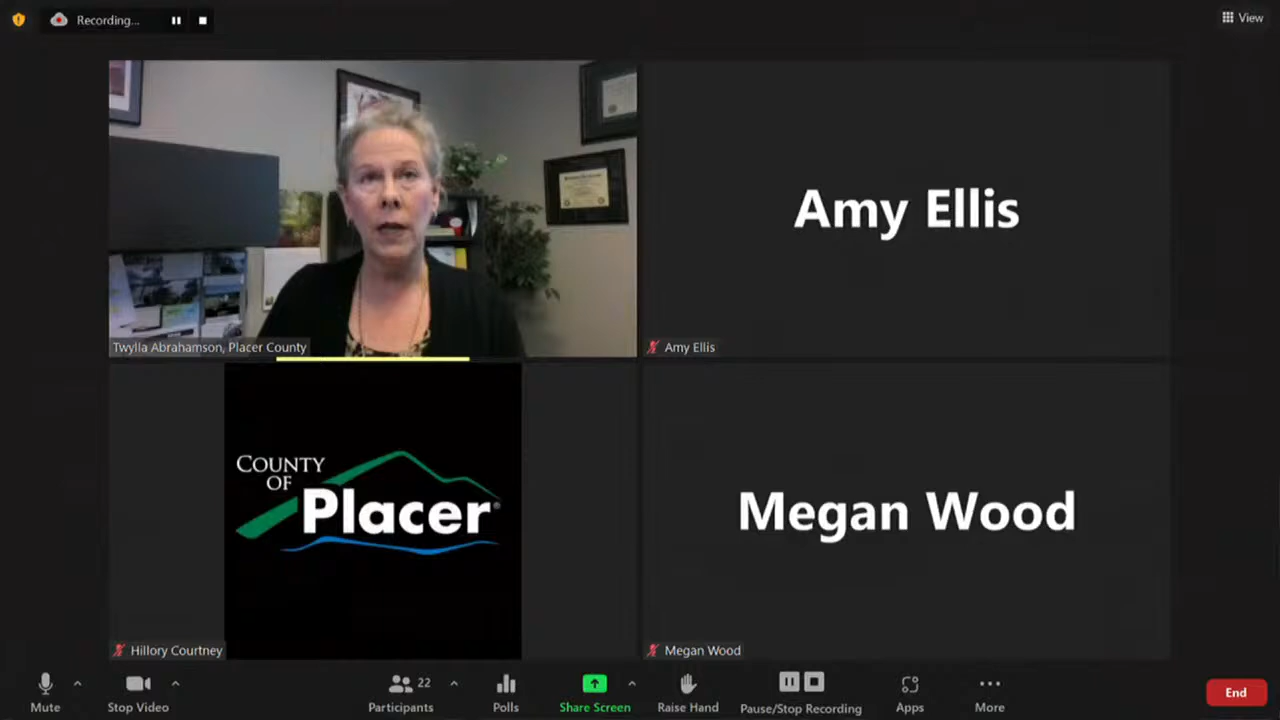 Recording...
View
Twylla Abrahamson, Placer County
Amy Ellis
Amy Ellis
COUNTY
OF
Placer®
Hillory Courtney
Megan Wood
Megan Wood
22
Mute
Stop Video
Participants
Polls
Share Screen
Raise Hand
Pause/Stop Recording
Apps
More
End